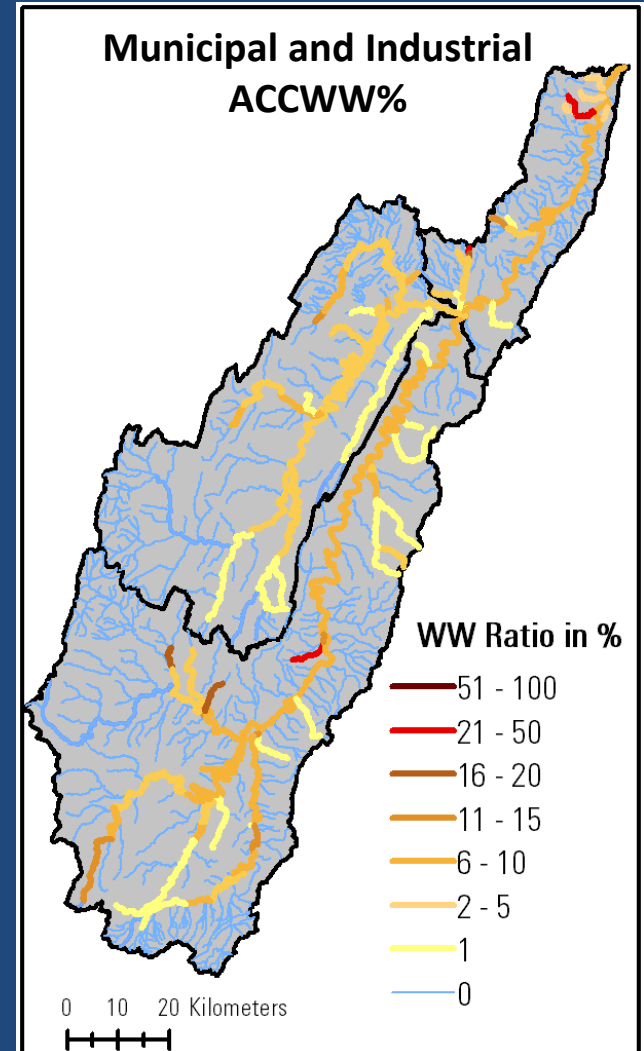 Municipal and Industrial
ACCWW%
WW Ratio in %
51 - 100
21 - 50
16 - 20
11 - 15
6 - 10
2 - 5
1
0
0 10 20 Kilometers